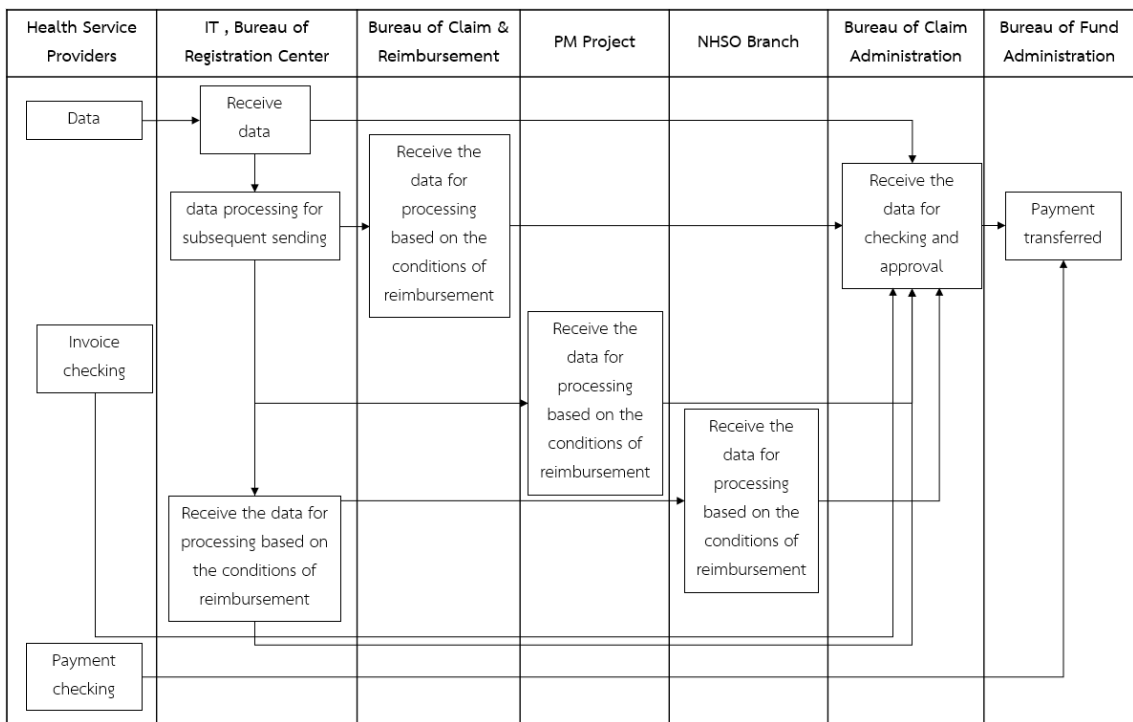 Health Service
Providers
IT , Bureau of
Registration Center
Bureau of Claim &
Reimbursement
PM Project
NHSO Branch
Bureau of Claim
Administration
Bureau of Fund
Administration
Data
Receive
data
data processing for
subsequent sending
Receive the
data for
processing
based on the
conditions of
reimbursement
Receive the
data for
checking and
approval
Payment
transferred
Invoice
checking
Receive the
data for
processing
based on the
conditions of
reimbursement
Receive the
data for
processing
based on the
conditions of
reimbursement
Receive the data for
processing based on
the conditions of
reimbursement
Payment
checking